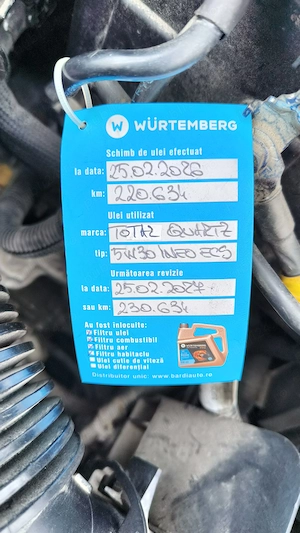 W WÜRTEMBERG
Schimb de ulei efectuat
la data: 25.02.2026
km: 220.634
Ulei utilizat
marca: TOTAL QUARTZ
tip: 5W30 INEO ECS
Următoarea revizie
la data: 25.02.2027.
sau km: 230.634
Au fost înlocuite:
Filtru ulei
Filtru combustibil
Filtru aer
Filtru habitaclu
Ulei cutie de viteză
Ulei diferențial
Distribuitor unic: www.bardiauto.ro